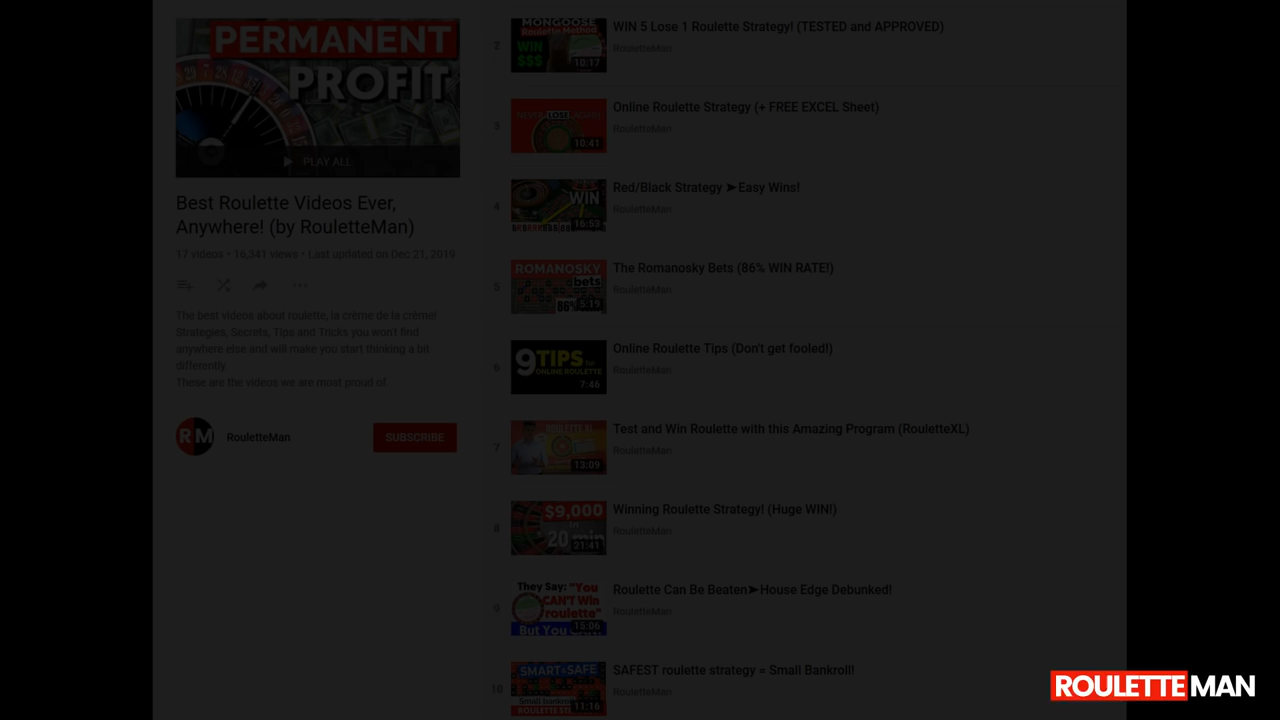 PERMANENT
PROFIT
PLAY ALL
Best Roulette Videos Ever,
Anywhere! (by RouletteMan)
17 videos • 16,341 views • Last updated on Dec 21, 2019
The best videos about roulette, la crème de la crème!
Strategies, Secrets, Tips and Tricks you won't find
anywhere else and will make you start thinking a bit
differently.
These are the videos we are most proud of.
RM
RouletteMan
SUBSCRIBE
2
MONGOOSE
Roulette Method
WIN
$$$
10:17
WIN 5 Lose 1 Roulette Strategy! (TESTED and APPROVED)
RouletteMan
3
NEVER LOSE AGAIN
10:41
Online Roulette Strategy (+ FREE EXCEL Sheet)
RouletteMan
4
WIN
16:53
Red/Black Strategy ➤Easy Wins!
RouletteMan
5
ROMANOSKY
bets
86%
5:19
The Romanosky Bets (86% WIN RATE!)
RouletteMan
6
9 TIPS for
ONLINE ROULETTE
7:46
Online Roulette Tips (Don't get fooled!)
RouletteMan
7
ROULETTE XL
13:09
Test and Win Roulette with this Amazing Program (RouletteXL)
RouletteMan
8
$9,000
in
20 min
21:41
Winning Roulette Strategy! (Huge WIN!)
RouletteMan
9
They Say: "You
CAN'T Win
roulette"
But You
15:06
Roulette Can Be Beaten➤House Edge Debunked!
RouletteMan
10
SMART&SAFE
Small bankroll
ROULETTE
11:16
SAFEST roulette strategy = Small Bankroll!
RouletteMan
ROULETTE MAN